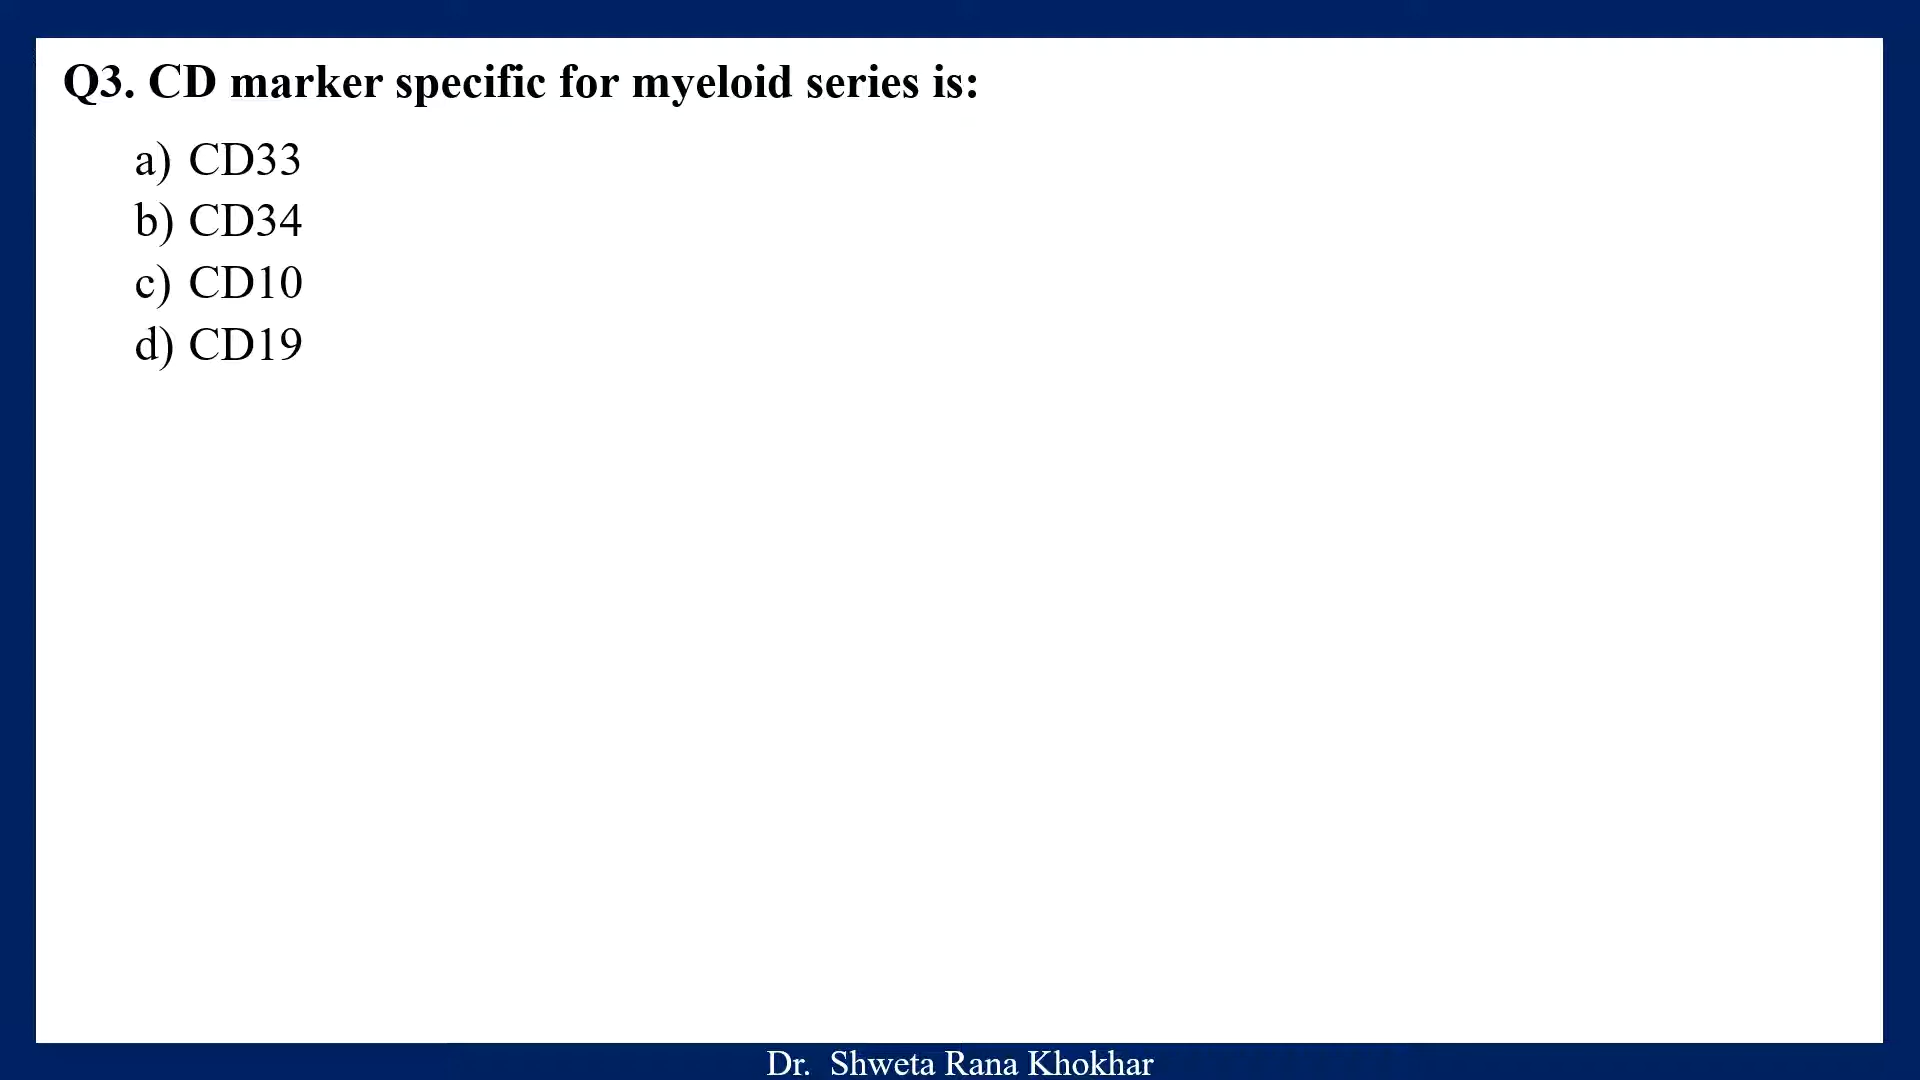 Q3. CD marker specific for myeloid series is:
a) CD33
b) CD34
c) CD10
d) CD19
Dr. Shweta Rana Khokhar